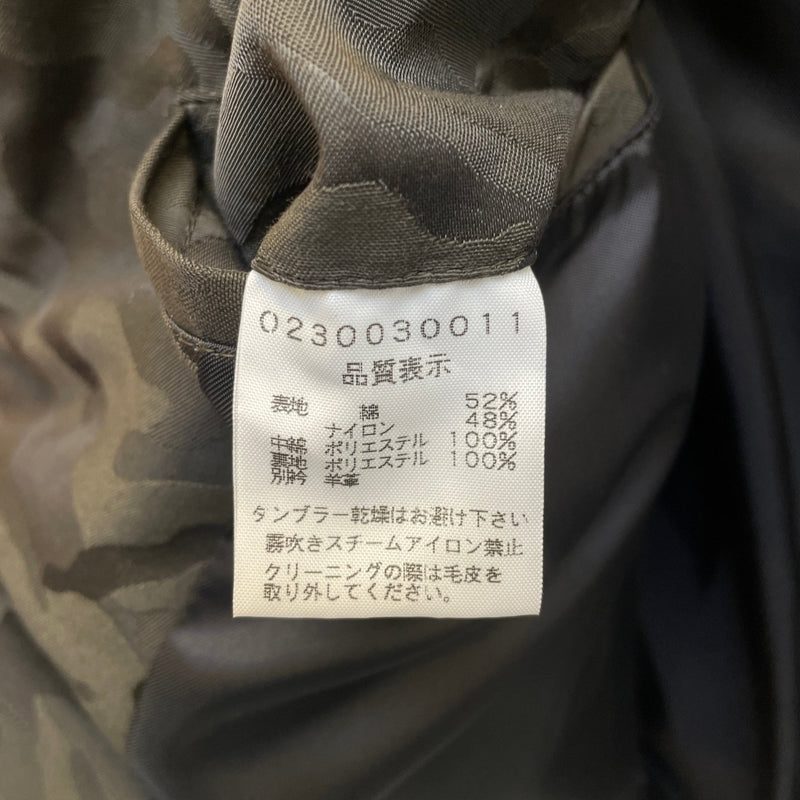 0230030011
品質表示
表地 綿 52%
ナイロン 48%
中綿 ポリエステル 100%
ポリエステル 100%
羊革
タンブラー乾燥はお避け下さい
霧吹きスチームアイロン禁止
クリーニングの際は毛皮を
取り外してください。